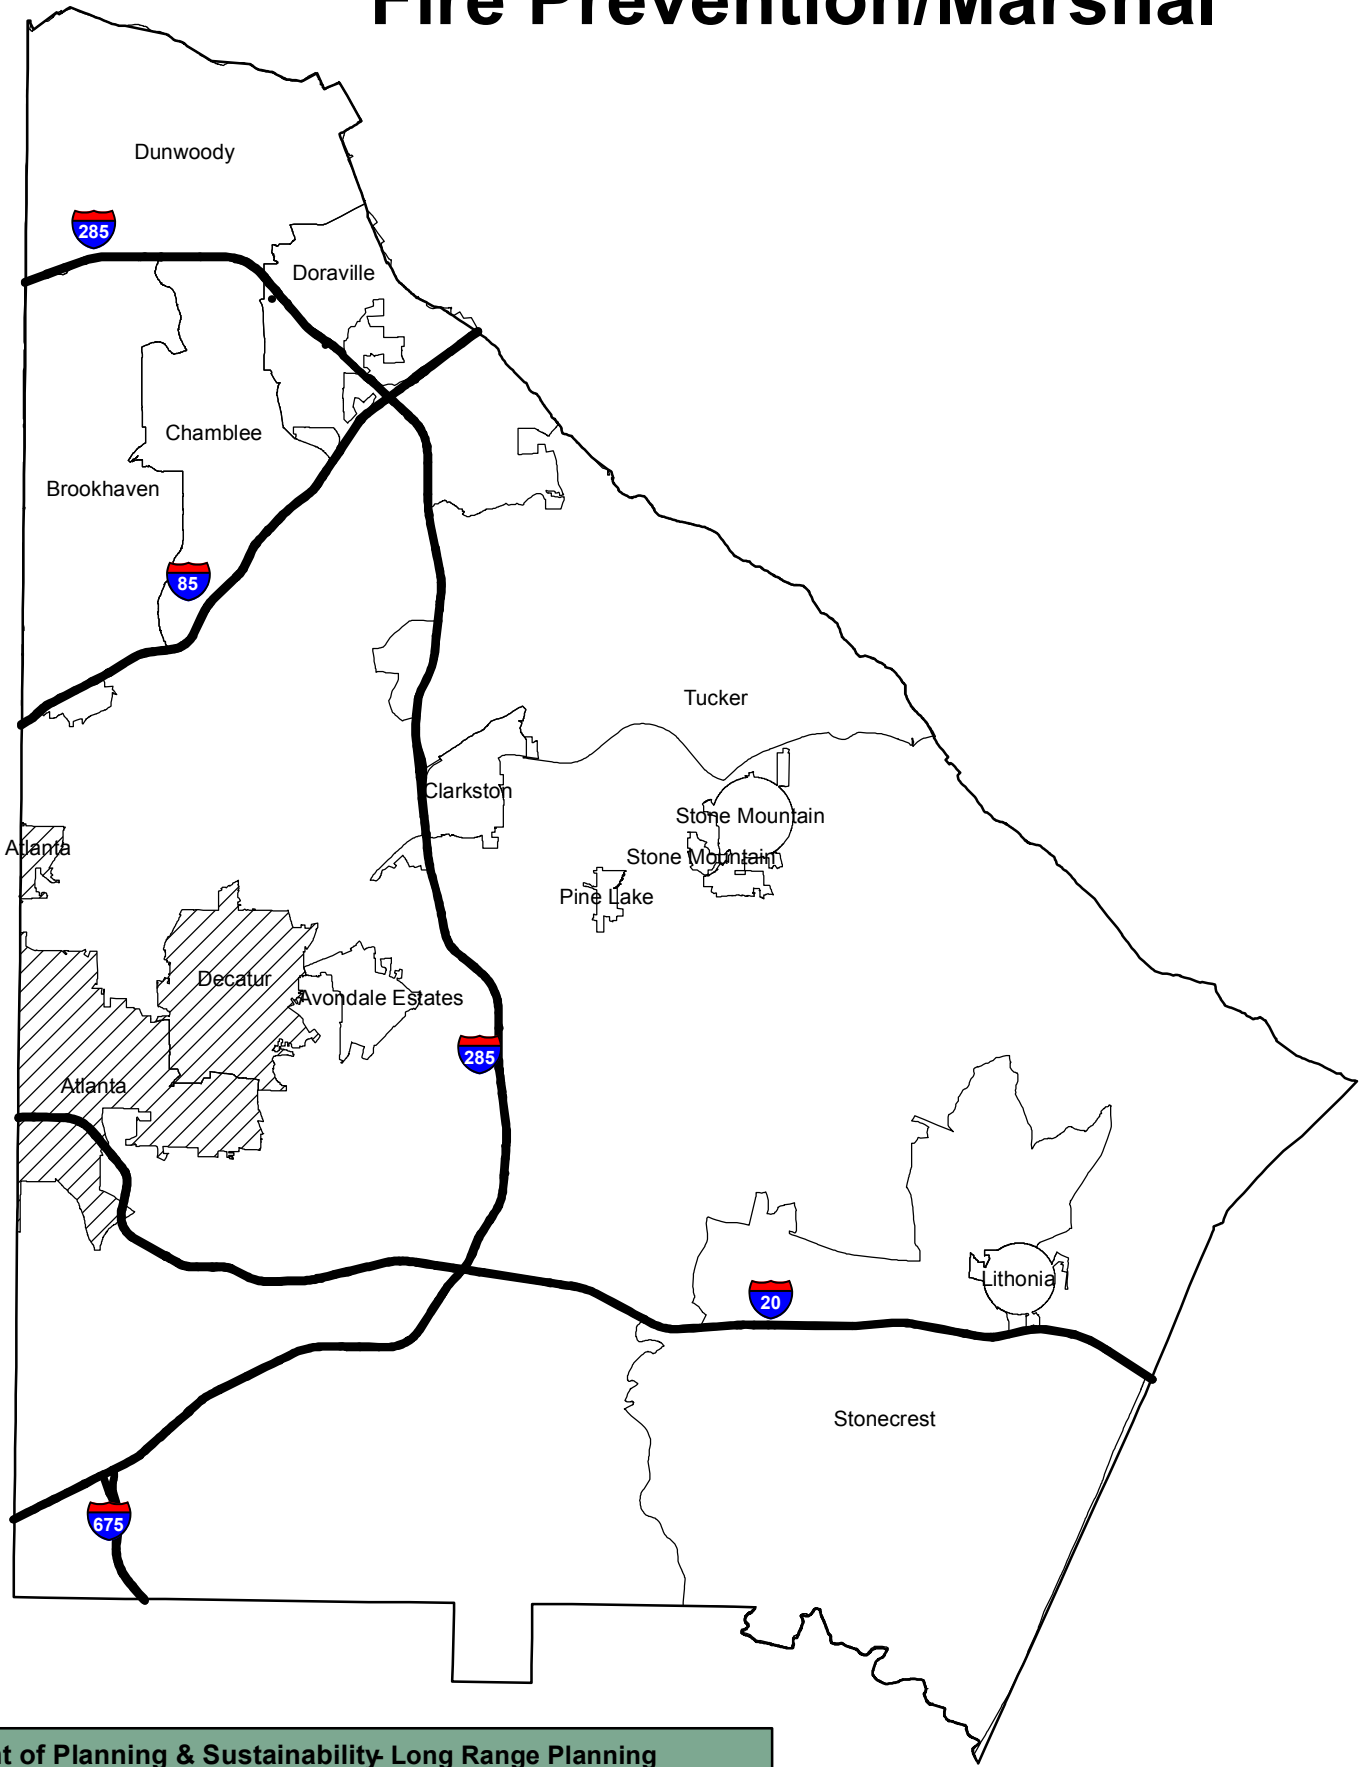 Fire Prevention/Marshal
Dunwoody
285
Doraville
Chamblee
Brookhaven
85
Tucker
Clarkston
Stone Mountain
Atlanta
Stone Mountain
Pine Lake
Decatur
Avondale Estates
285
Atlanta
Lithonia
20
Stonecrest
675
of Planning & Sustainability- Long Range Planning